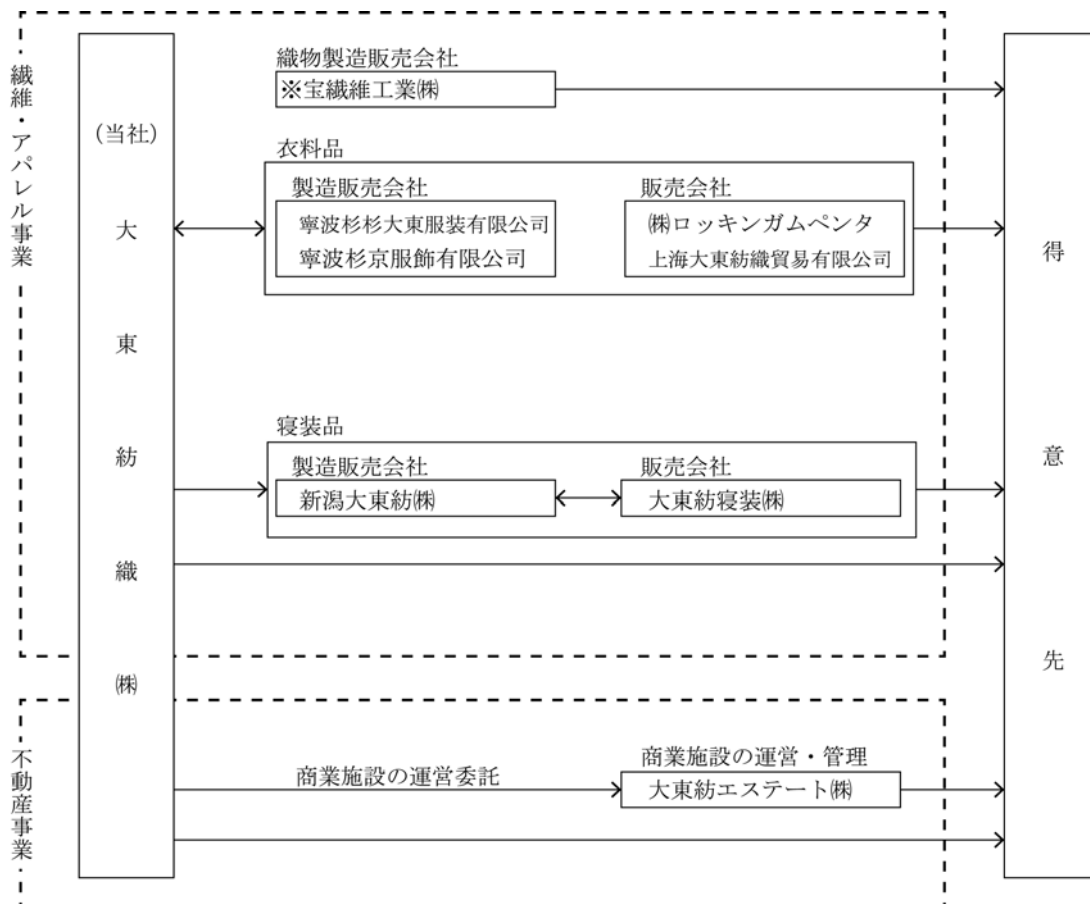 繊維・アパレル事業
(当社)
大東紡織㈱
織物製造販売会社
※宝繊維工業㈱
衣料品
製造販売会社
寧波杉杉大東服装有限公司
寧波杉京服飾有限公司
販売会社
㈱ロッキンガムペンタ
上海大東紡織貿易有限公司
寝装品
製造販売会社
新潟大東紡㈱
販売会社
大東紡寝装㈱
得意先
不動産事業
商業施設の運営委託
商業施設の運営・管理
大東紡エステート㈱